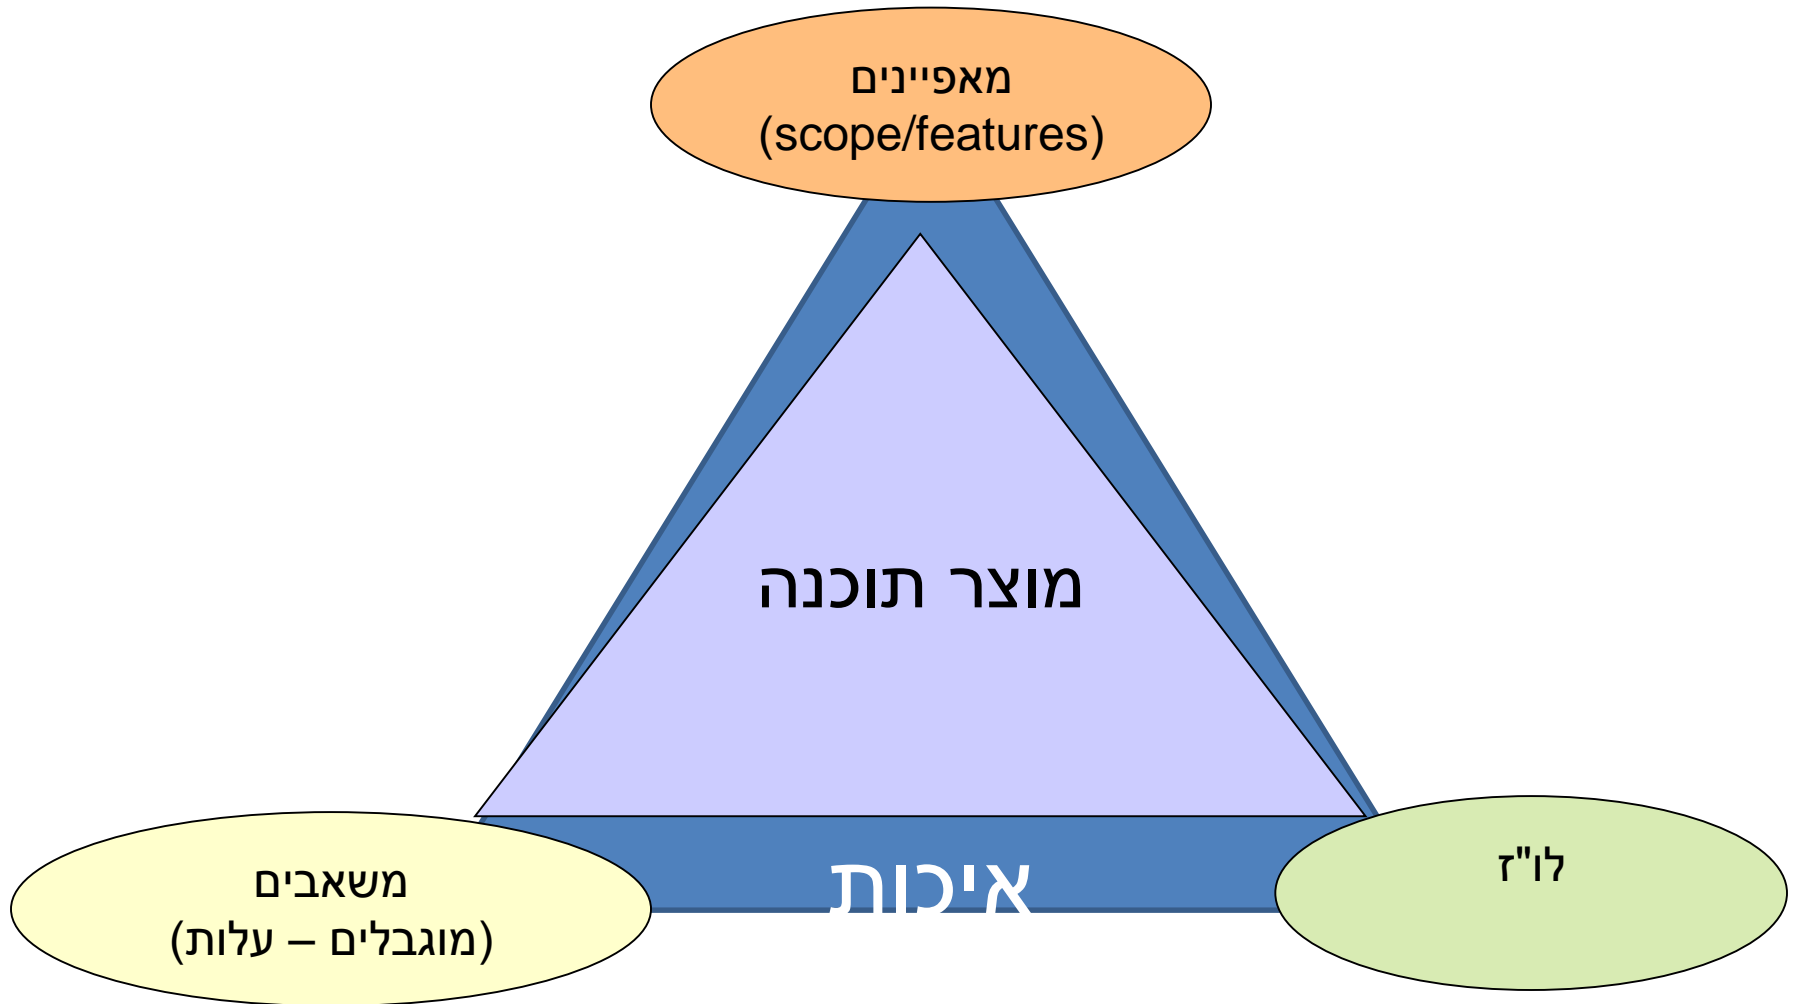 מאפיינים
(scope/features)
מוצר תוכנה
איכות
לו"ז
משאבים
(מוגבלים – עלות)